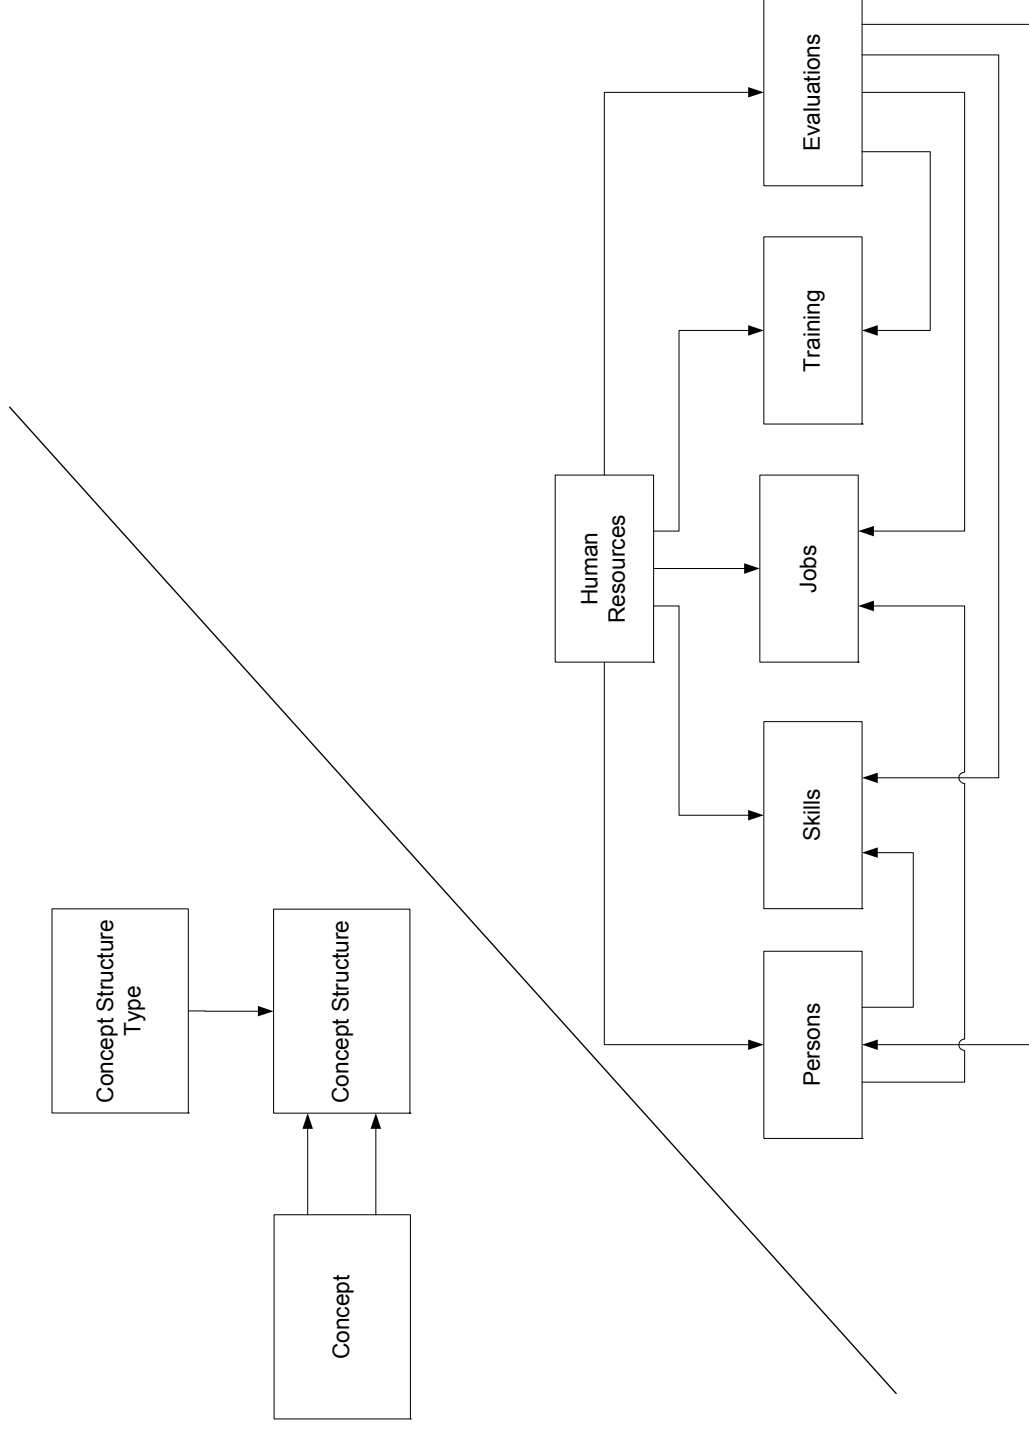 Concept Structure
Type
Concept
Concept Structure
Human
Resources
Persons
Skills
Jobs
Training
Evaluations